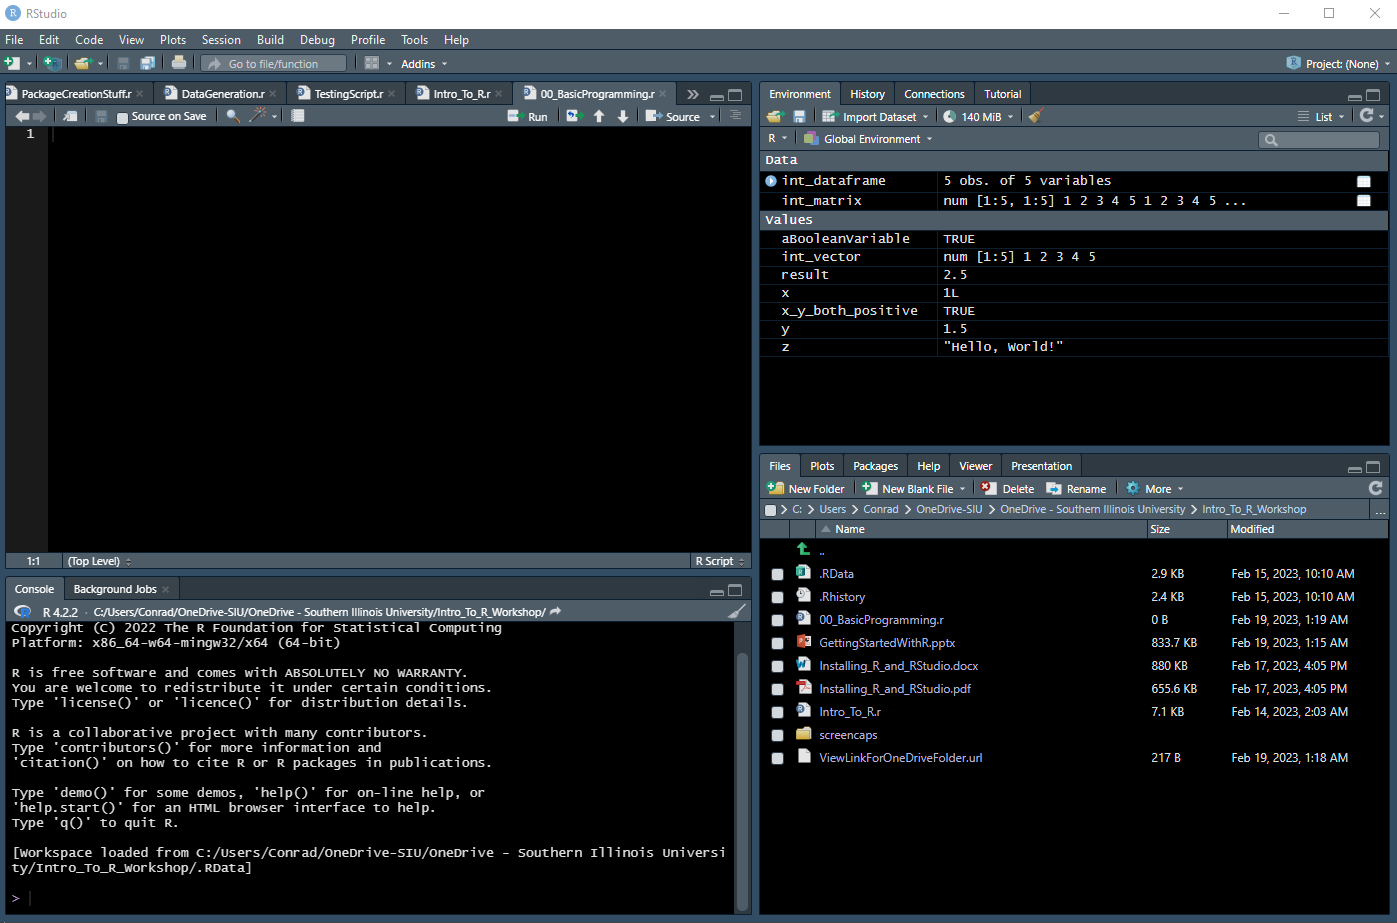 RStudio
File Edit Code View Plots Session Build Debug Profile Tools Help
Go to file/function Addins Project: (None)
PackageCreationStuff.r DataGeneration.r TestingScript.r Intro_To_R.r 00_BasicProgramming.r
Source on Save Run Source
1
1:1 (Top Level) R Script
Console Background Jobs
R 4.2.2 · C:/Users/Conrad/OneDrive-SIU/OneDrive - Southern Illinois University/Intro_To_R_Workshop/
Copyright (C) 2022 The R Foundation for Statistical Computing
Platform: x86_64-w64-mingw32/x64 (64-bit)
R is free software and comes with ABSOLUTELY NO WARRANTY.
You are welcome to redistribute it under certain conditions.
Type 'license()' or 'licence()' for distribution details.
R is a collaborative project with many contributors.
Type 'contributors()' for more information and
'citation()' on how to cite R or R packages in publications.
Type 'demo()' for some demos, 'help()' for on-line help, or
'help.start()' for an HTML browser interface to help.
Type 'q()' to quit R.
[Workspace loaded from C:/Users/Conrad/OneDrive-SIU/OneDrive - Southern Illinois Universi
ty/Intro_To_R_Workshop/.RData]
>
Environment History Connections Tutorial
Import Dataset 140 MiB List
R Global Environment
Data
int_dataframe 5 obs. of 5 variables
int_matrix num [1:5, 1:5] 1 2 3 4 5 1 2 3 4 5 ...
Values
aBooleanVariable TRUE
int_vector num [1:5] 1 2 3 4 5
result 2.5
x 1L
x_y_both_positive TRUE
y 1.5
z "Hello, World!"
Files Plots Packages Help Viewer Presentation
New Folder New Blank File Delete Rename More
C: > Users > Conrad > OneDrive-SIU > OneDrive - Southern Illinois University > Intro_To_R_Workshop ...
Name Size Modified
..
.RData 2.9 KB Feb 15, 2023, 10:10 AM
.Rhistory 2.4 KB Feb 15, 2023, 10:10 AM
00_BasicProgramming.r 0 B Feb 19, 2023, 1:19 AM
GettingStartedWithR.pptx 833.7 KB Feb 19, 2023, 1:15 AM
Installing_R_and_RStudio.docx 880 KB Feb 17, 2023, 4:05 PM
Installing_R_and_RStudio.pdf 655.6 KB Feb 17, 2023, 4:05 PM
Intro_To_R.r 7.1 KB Feb 14, 2023, 2:03 AM
screencaps
ViewLinkForOneDriveFolder.url 217 B Feb 19, 2023, 1:18 AM